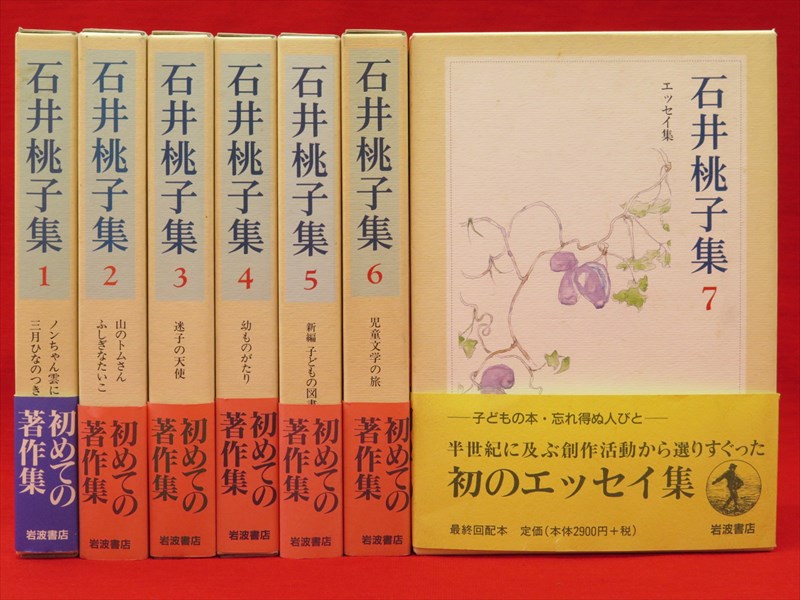 石井桃子集
1
ノンちゃん雲に
三月ひなのつき
初めての
著作集
岩波書店
石井桃子集
2
山のトムさん
ふしぎなたいこ
初めての
著作集
岩波書店
石井桃子集
3
迷子の天使
初めての
著作集
岩波書店
石井桃子集
4
幼ものがたり
初めての
著作集
岩波書店
石井桃子集
5
新編 子どもの図書
初めての
著作集
岩波書店
石井桃子集
6
児童文学の旅
初めての
著作集
岩波書店
石井桃子集
7
エッセイ集
―子どもの本・忘れ得ぬ人びと―
半世紀に及ぶ創作活動から選りすぐった
初のエッセイ集
最終回配本 定価(本体2900円+税)
岩波書店